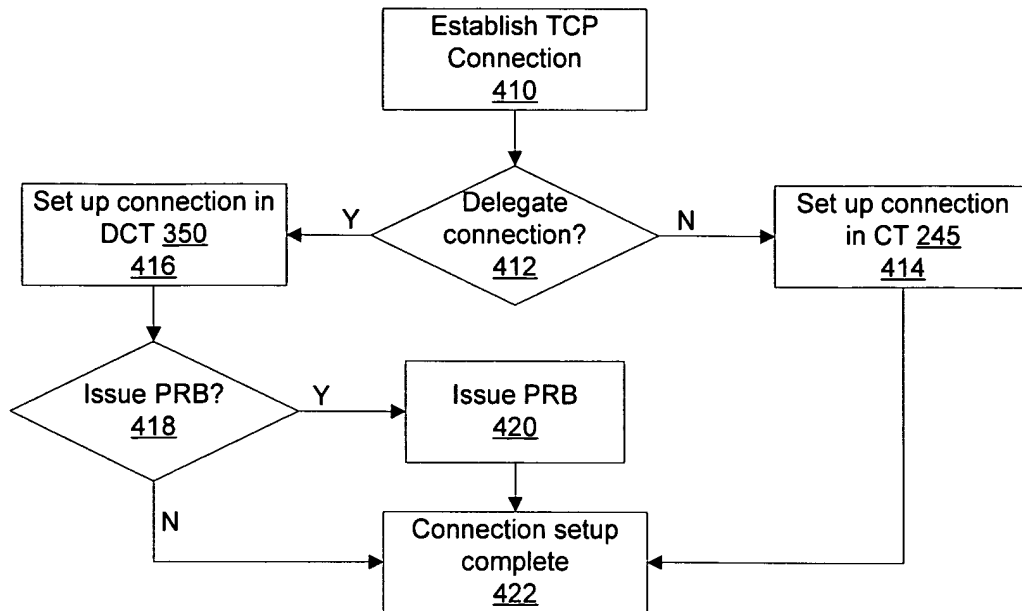 Establish TCP
Connection
410
Delegate
connection?
412
Y
N
Set up connection in
DCT 350
416
Set up connection
in CT 245
414
Issue PRB?
418
Y
Issue PRB
420
N
Connection setup
complete
422